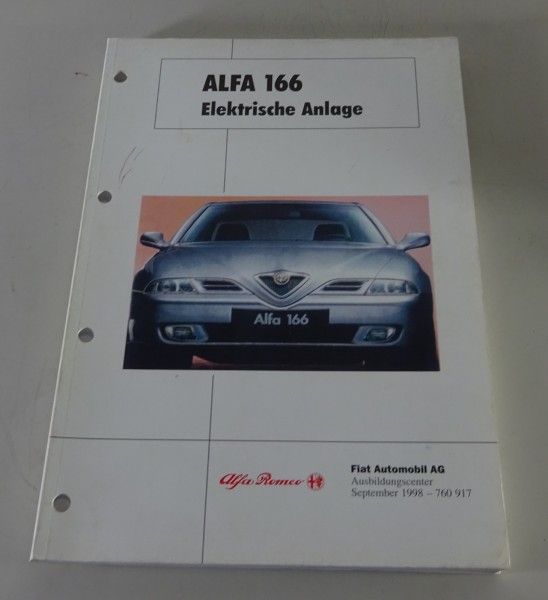 ALFA 166
Elektrische Anlage
Alfa 166
Alfa Romeo
Fiat Automobil AG
Ausbildungscenter
September 1998 – 760 917